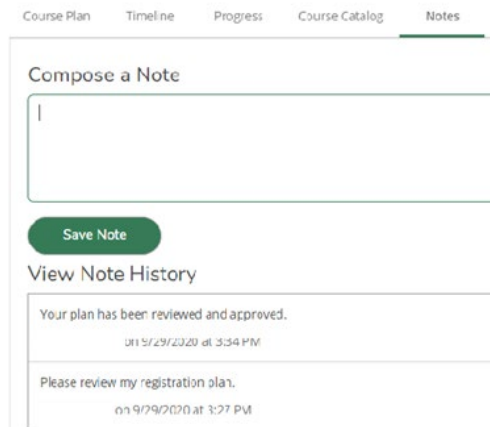 Course Plan Timeline Progress Course Catalog Notes
Compose a Note
Save Note
View Note History
Your plan has been reviewed and approved.
on 9/29/2020 at 3:34 PM
Please review my registration plan.
on 9/29/2020 at 3:27 PM